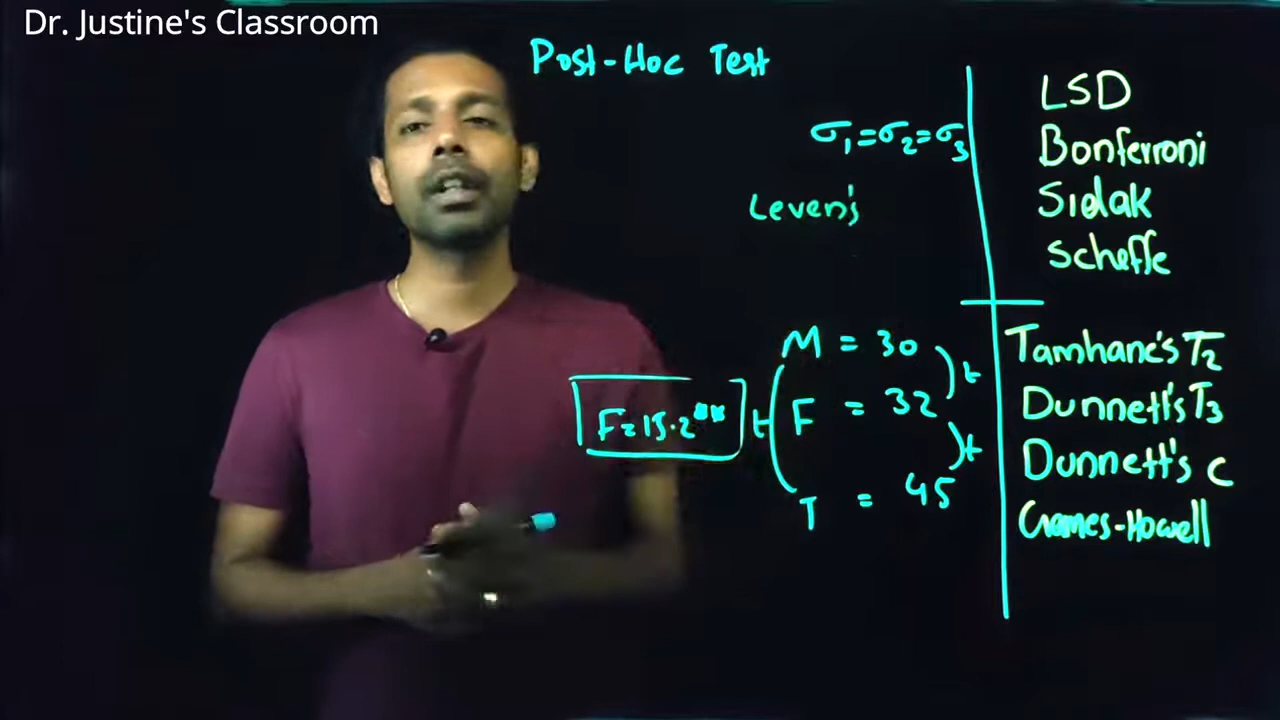 Dr. Justine's Classroom
Post-Hoc Test
σ₁=σ₂=σ₃
Leven's
LSD
Bonferroni
Sidak
Scheffe
F=15.2**
t
M = 30
F = 32
T = 45
t
t
Tamhane's T2
Dunnett's T3
Dunnett's C
Games-Howell